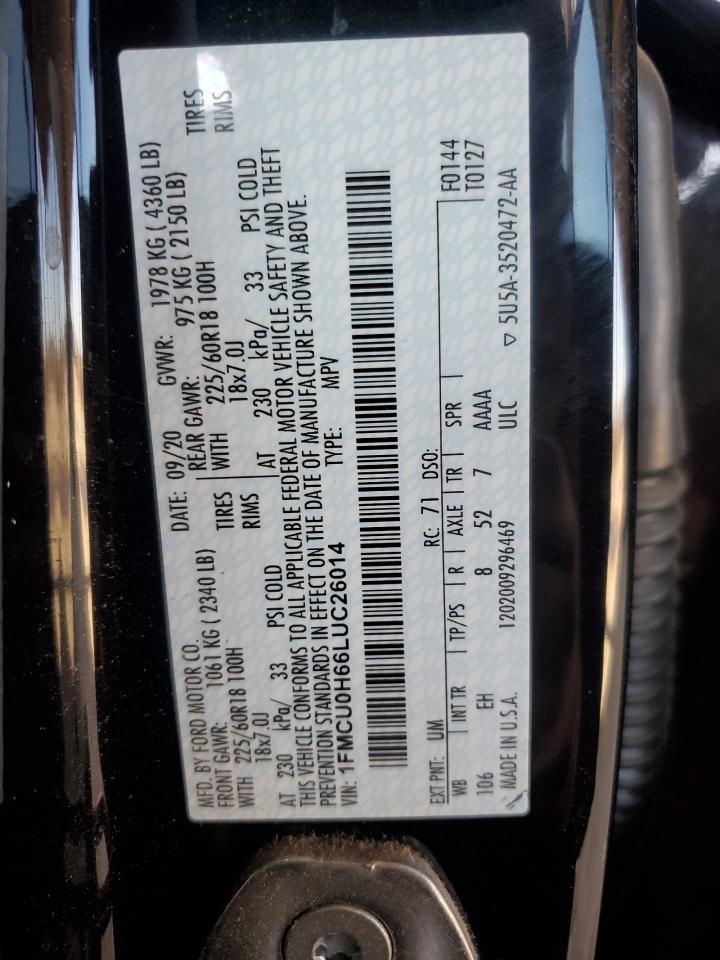 MFD. BY FORD MOTOR CO.
DATE: 09/20 GVWR: 1978 KG ( 4360 LB)
FRONT GAWR: 1061 KG ( 2340 LB) REAR GAWR: 975 KG ( 2150 LB)
WITH 225/60R18 100H TIRES WITH 225/60R18 100H TIRES
18x7.0J RIMS 18x7.0J RIMS
AT 230 kPa/ 33 PSI COLD AT 230 kPa/ 33 PSI COLD
THIS VEHICLE CONFORMS TO ALL APPLICABLE FEDERAL MOTOR VEHICLE SAFETY AND THEFT
PREVENTION STANDARDS IN EFFECT ON THE DATE OF MANUFACTURE SHOWN ABOVE.
VIN: 1FMCU0H66LUC26014 TYPE: MPV
EXT PNT: UM RC: 71 DSO: F0144
WB INT TR TP/PS R AXLE TR SPR T0127
106 EH 8 52 7 AAAA
MADE IN U.S.A. 1202009296469 ULC ▽ 5U5A-3520472-AA